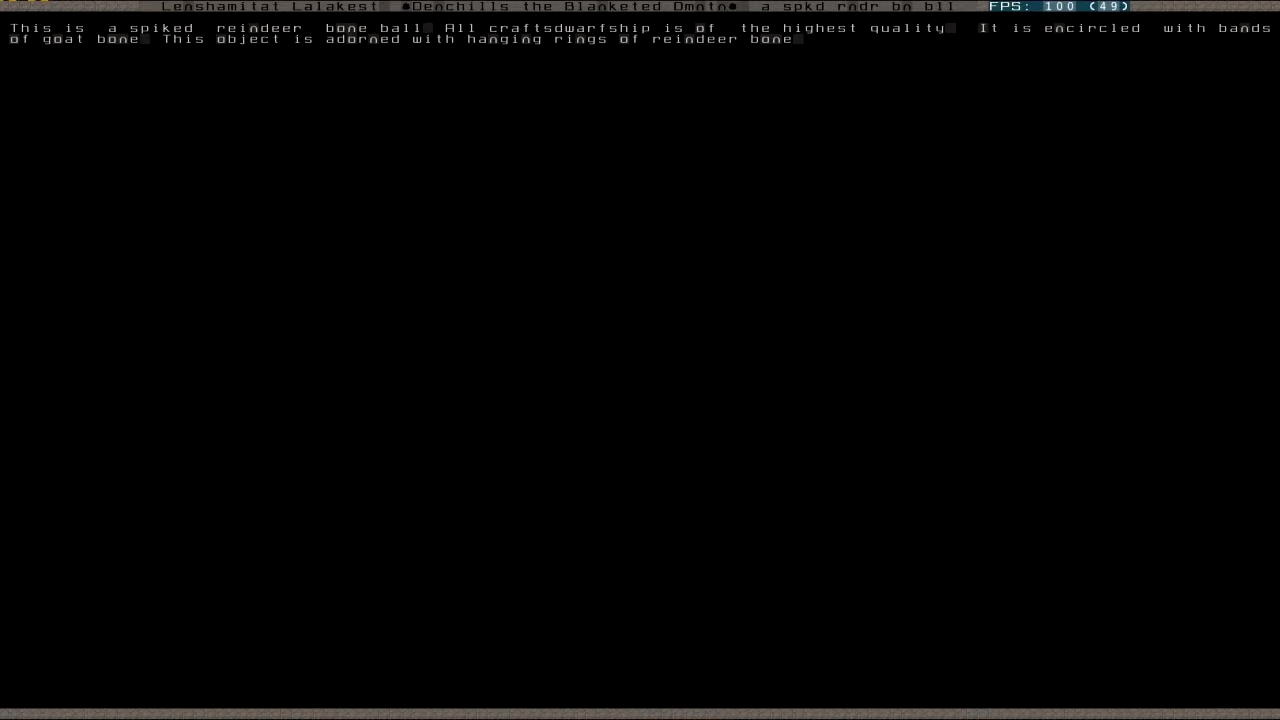 Lenshamitat Lalakest "Denchills the Blanketed Omoto" a spkd rndr bn bll FPS: 100 (49)
This is a spiked reindeer bone ball. All craftsdwarfship is of the highest quality. It is encircled with bands
of goat bone. This object is adorned with hanging rings of reindeer bone.